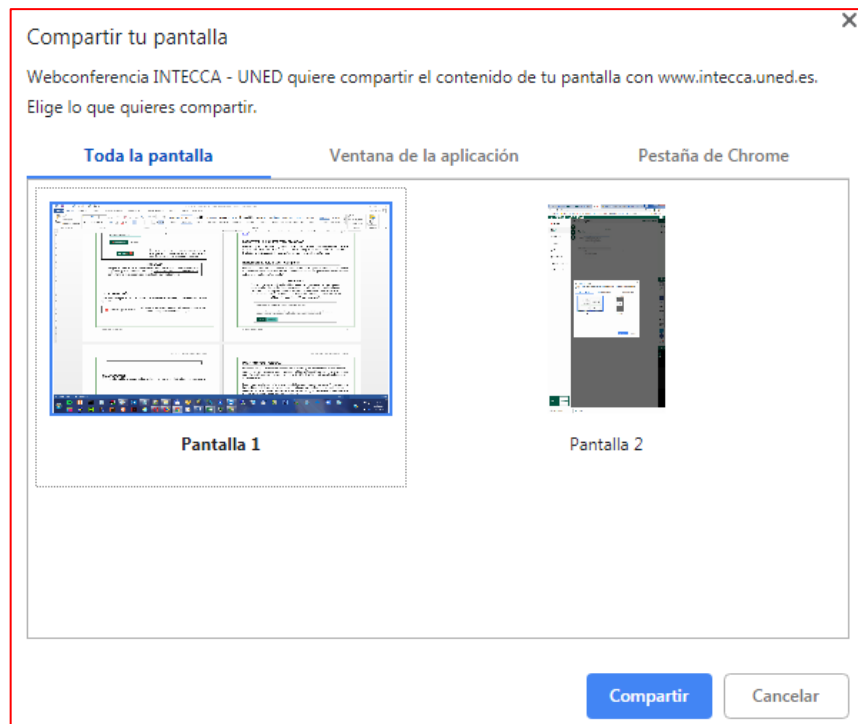 Compartir tu pantalla
Webconferencia INTECCA - UNED quiere compartir el contenido de tu pantalla con www.intecca.uned.es.
Elige lo que quieres compartir.
Toda la pantalla Ventana de la aplicación Pestaña de Chrome
Pantalla 1 Pantalla 2
Compartir Cancelar